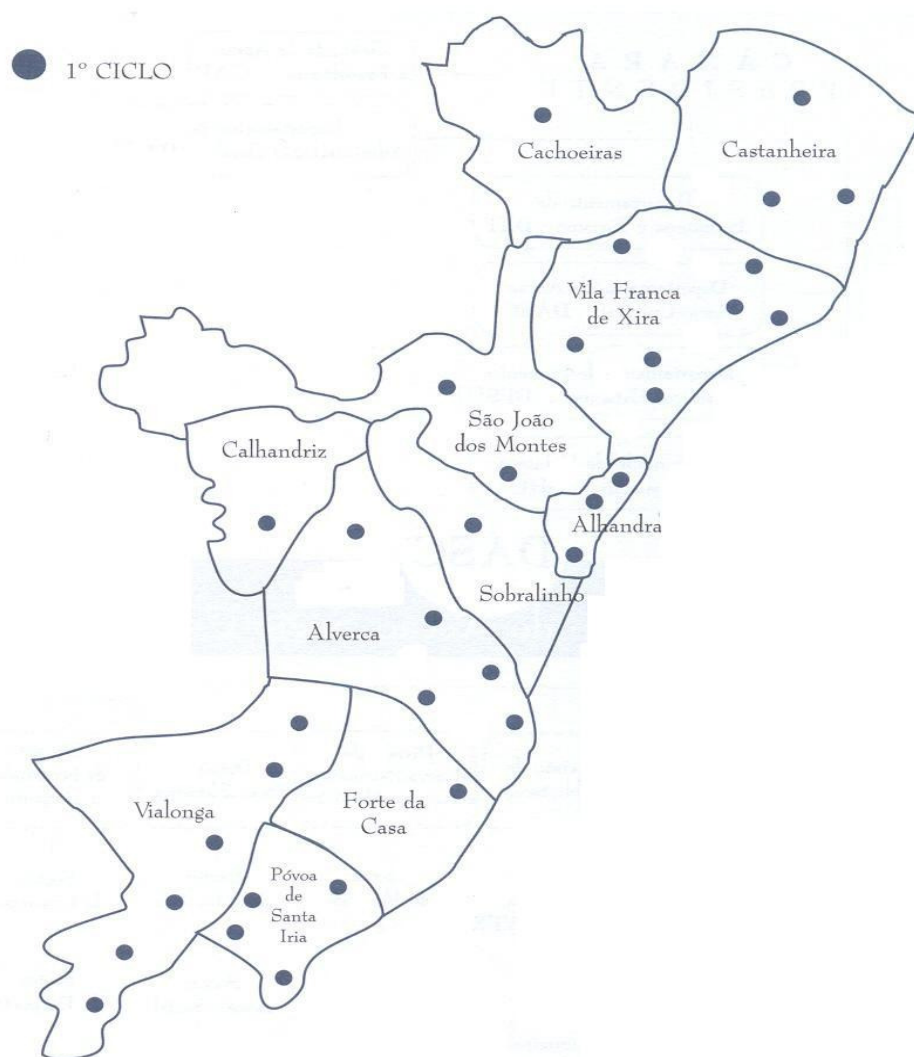 1º CICLO
Cachoeiras
Castanheira
Vila Franca
de Xira
São João
dos Montes
Calhandriz
Alhandra
Sobralinho
Alverca
Forte da
Casa
Vialonga
Póvoa
de
Santa
Iria